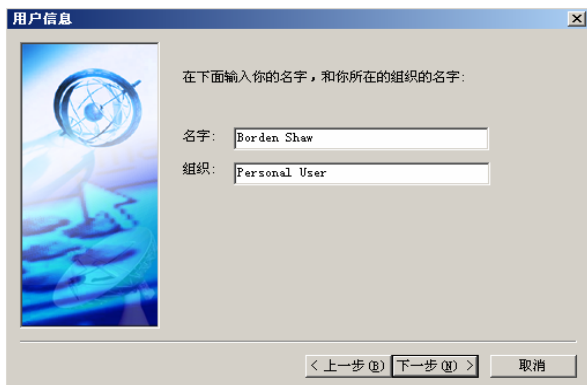 用户信息
在下面输入你的名字，和你所在的组织的名字：
名字： Borden Shaw
组织： Personal User
< 上一步(B) 下一步(N) > 取消